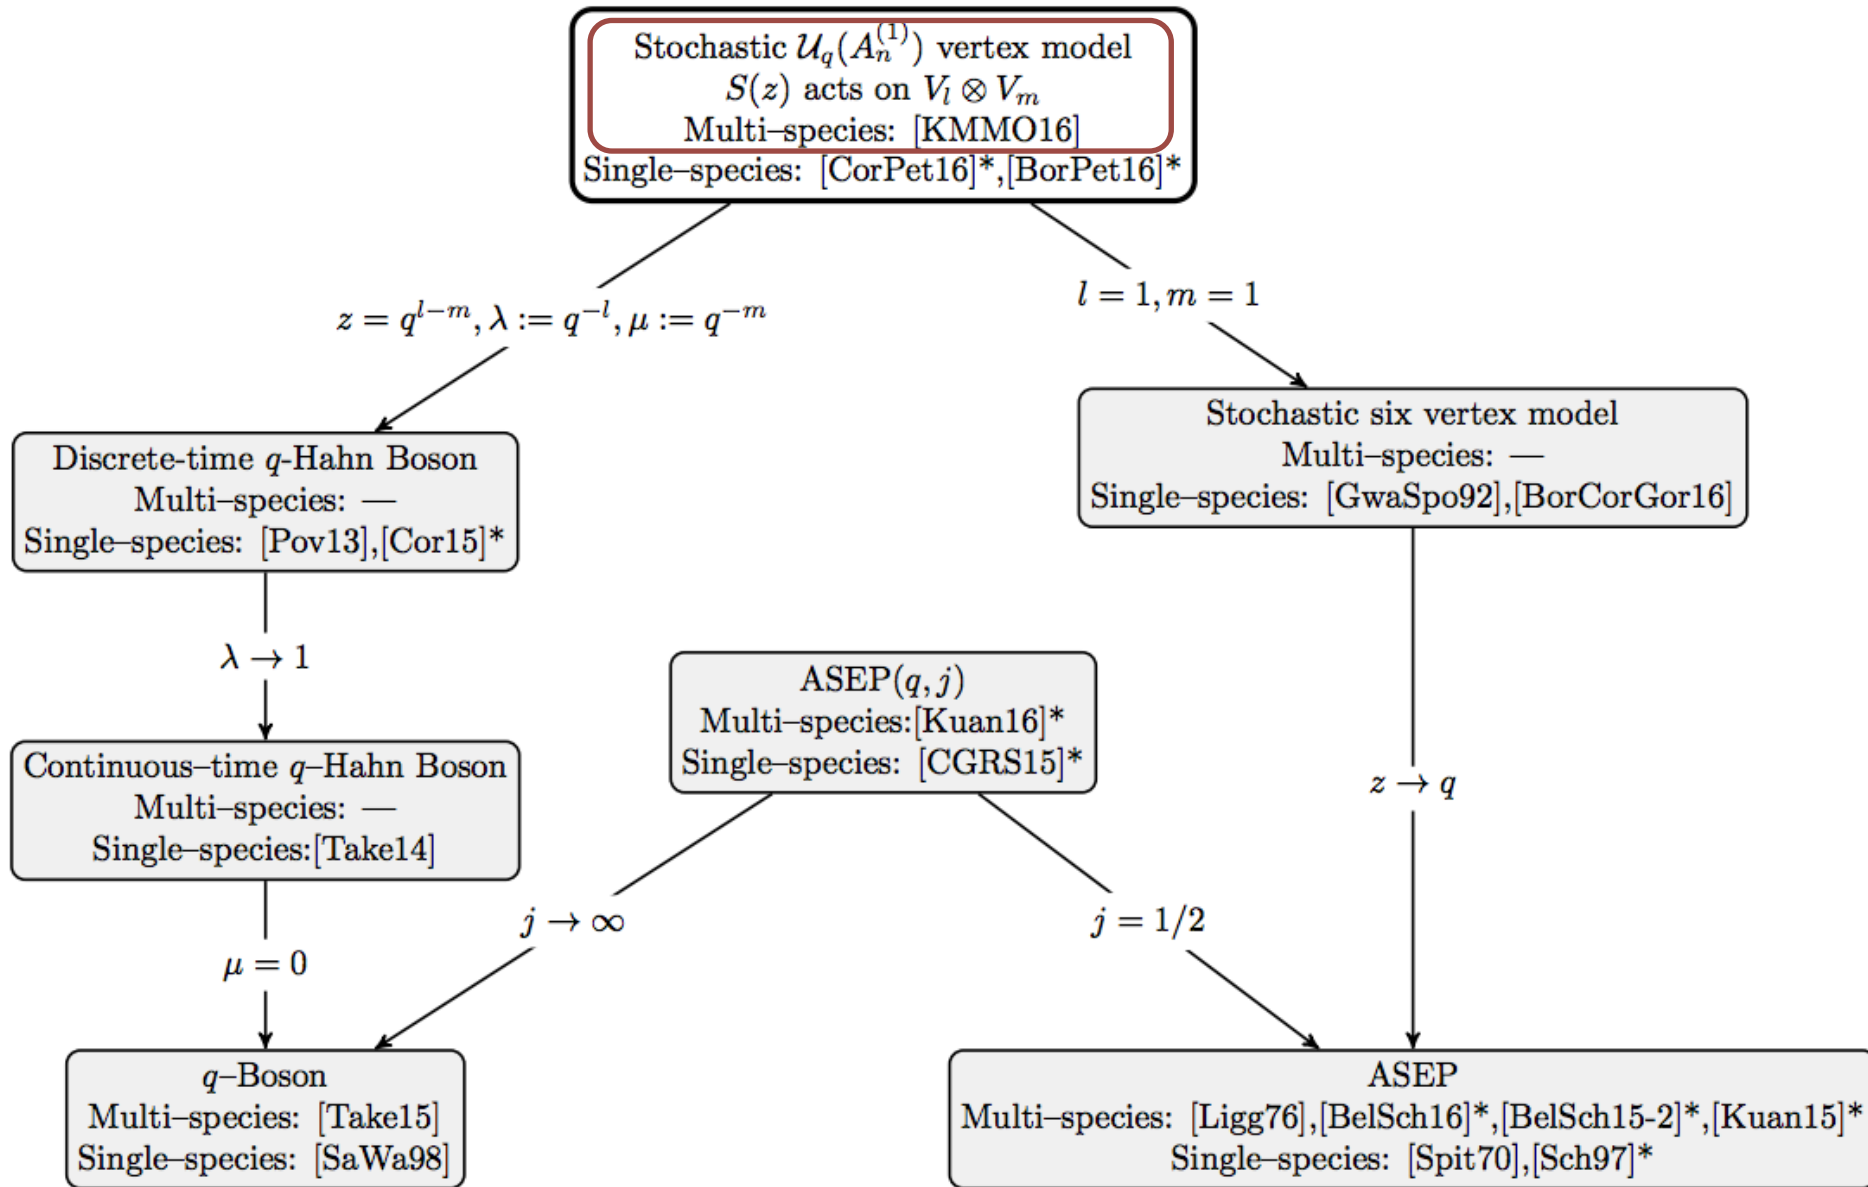 Stochastic 𝒰_q(A_n^{(1)}) vertex model
S(z) acts on V_l ⊗ V_m
Multi–species: [KMMO16]
Single–species: [CorPet16]*,[BorPet16]*
z = q^{l−m}, λ := q^{−l}, μ := q^{−m}
l = 1, m = 1
Discrete-time q-Hahn Boson
Multi–species: —
Single–species: [Pov13],[Cor15]*
Stochastic six vertex model
Multi–species: —
Single–species: [GwaSpo92],[BorCorGor16]
λ → 1
ASEP(q, j)
Multi–species:[Kuan16]*
Single–species: [CGRS15]*
Continuous–time q–Hahn Boson
Multi–species: —
Single–species:[Take14]
z → q
j → ∞
j = 1/2
μ = 0
q–Boson
Multi–species: [Take15]
Single–species: [SaWa98]
ASEP
Multi–species: [Ligg76],[BelSch16]*,[BelSch15-2]*,[Kuan15]*
Single–species: [Spit70],[Sch97]*